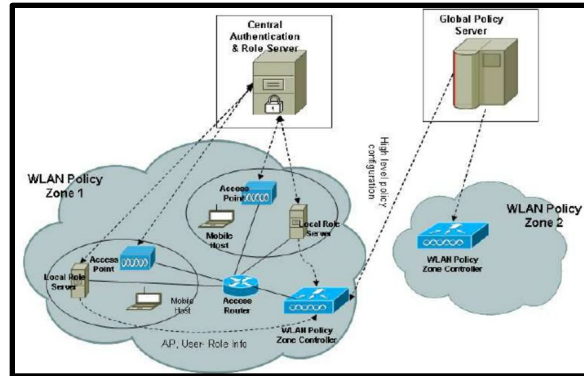 Central
Authentication
& Role Server
Global Policy
Server
WLAN Policy
Zone 1
Access
Point
Mobile
Host
Local Role
Server
High level policy
configuration
WLAN Policy
Zone 2
WLAN Policy
Zone Controller
Access
Point
Local Role
Server
Mobile
Host
Access
Router
WLAN Policy
Zone Controller
AP, User- Role Info